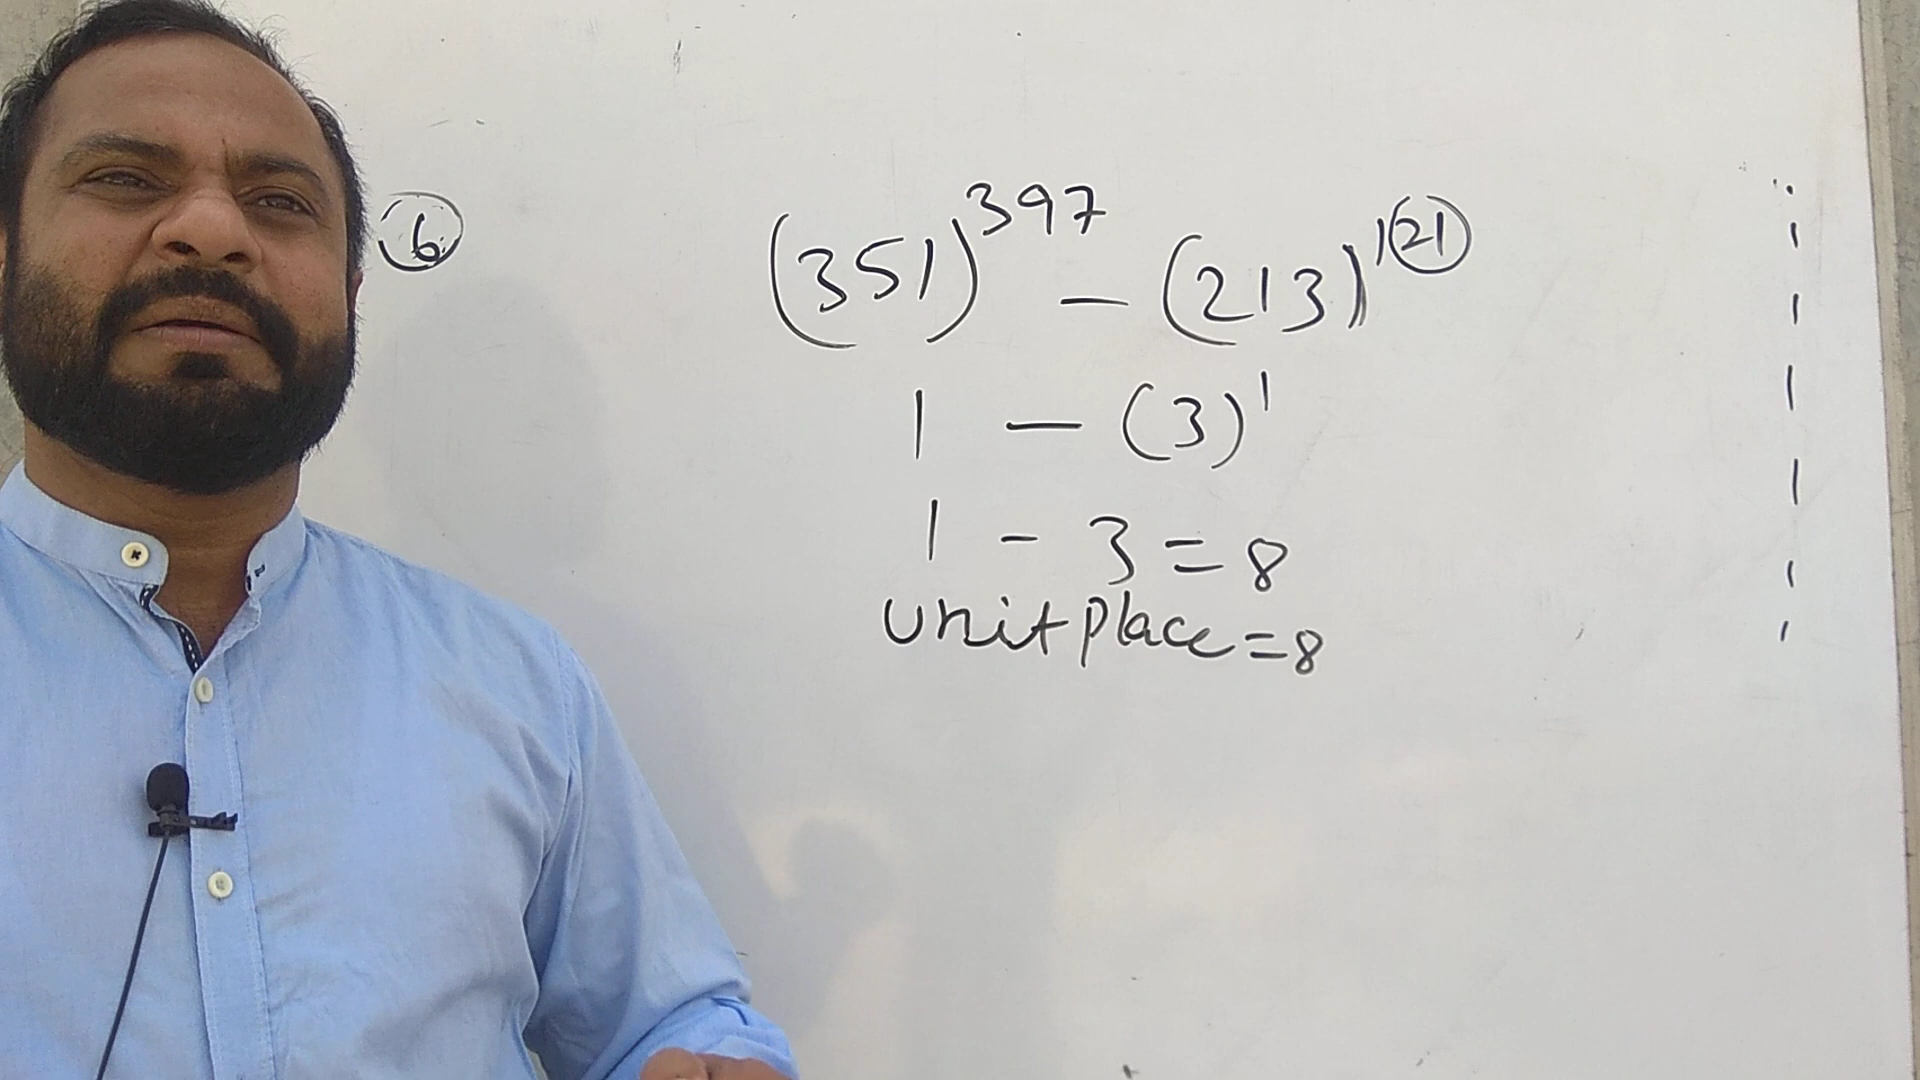 6 (351)^397 - (213)^121
1 - (3)^1
1 - 3 = 8
unit place = 8